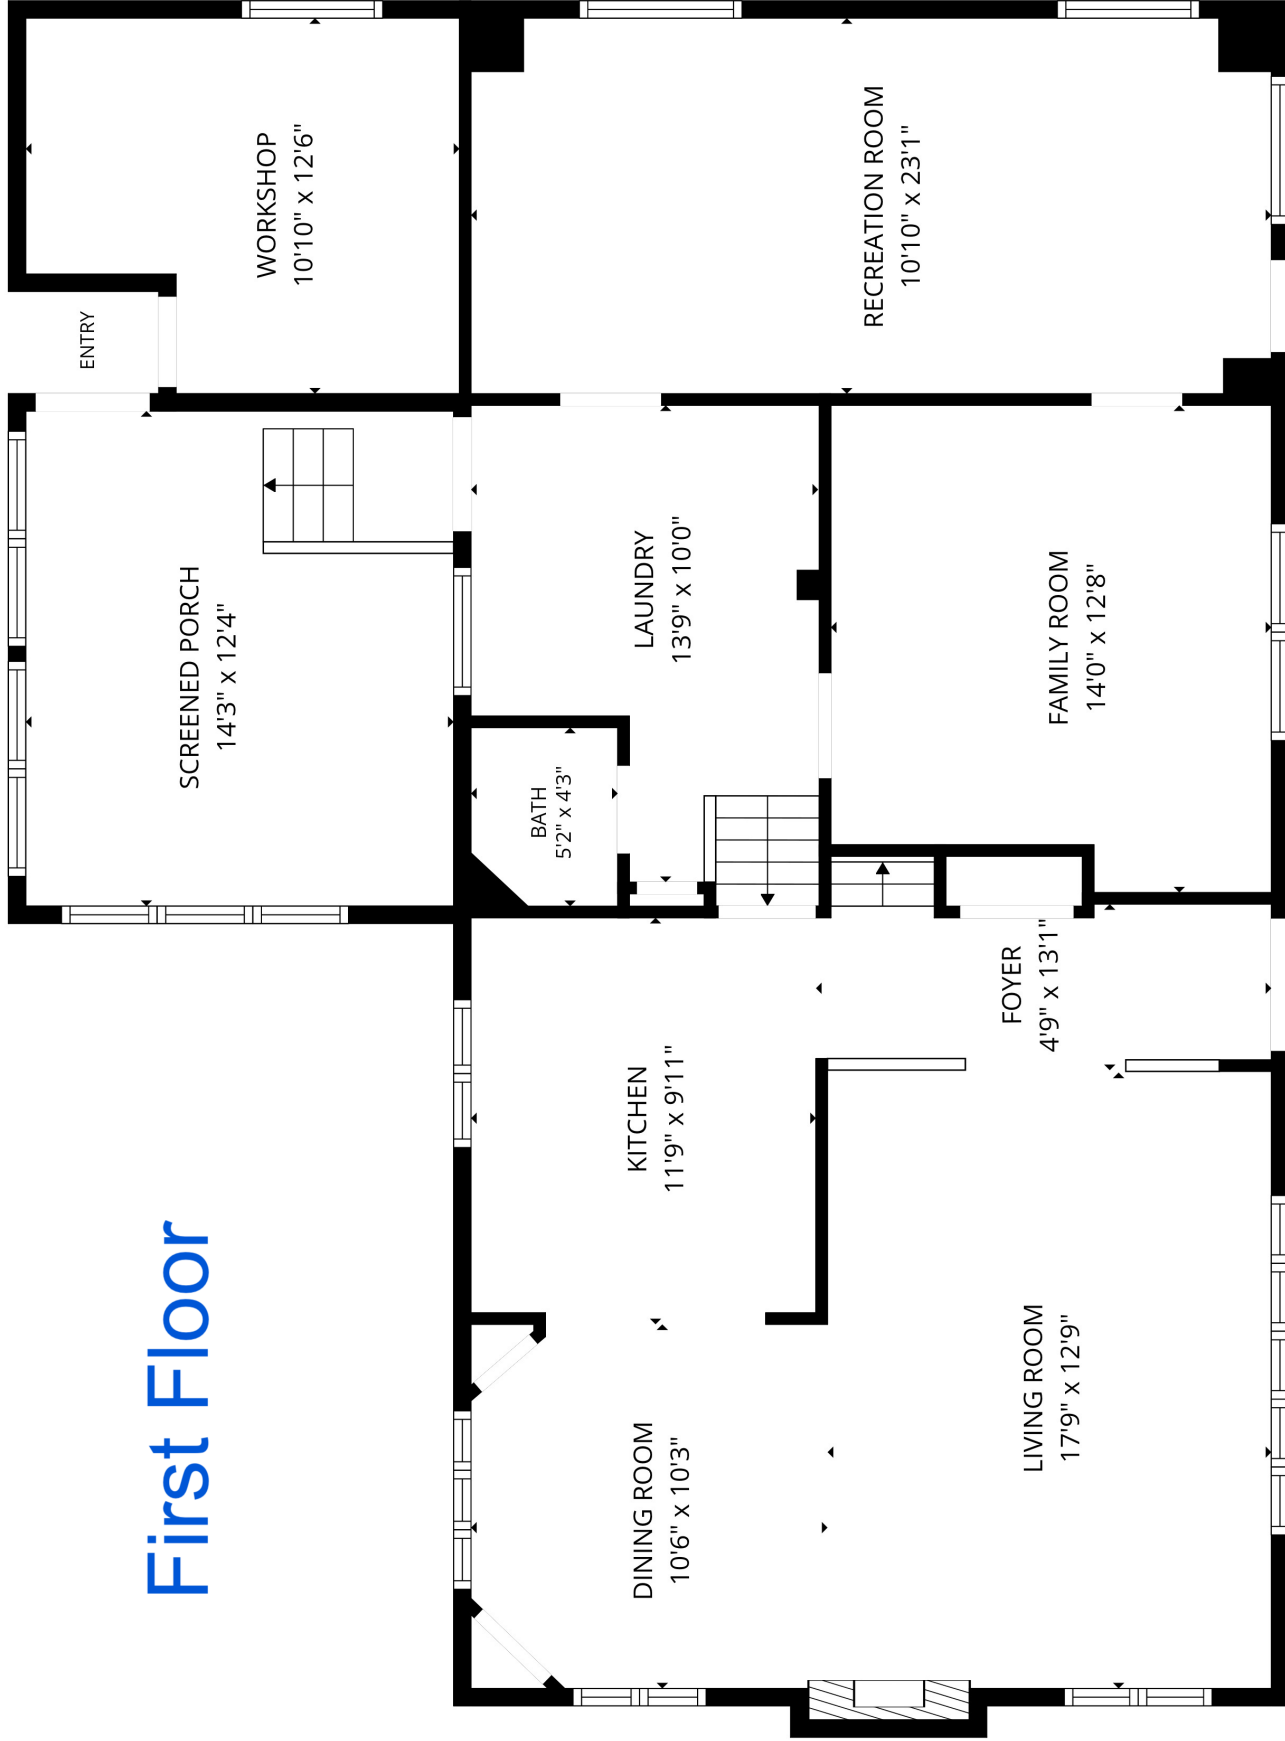 WORKSHOP
10'10" x 12'6"
RECREATION ROOM
10'10" x 23'1"
ENTRY
SCREENED PORCH
14'3" x 12'4"
LAUNDRY
13'9" x 10'0"
FAMILY ROOM
14'0" x 12'8"
BATH
5'2" x 4'3"
FOYER
4'9" x 13'1"
KITCHEN
11'9" x 9'11"
First Floor
DINING ROOM
10'6" x 10'3"
LIVING ROOM
17'9" x 12'9"